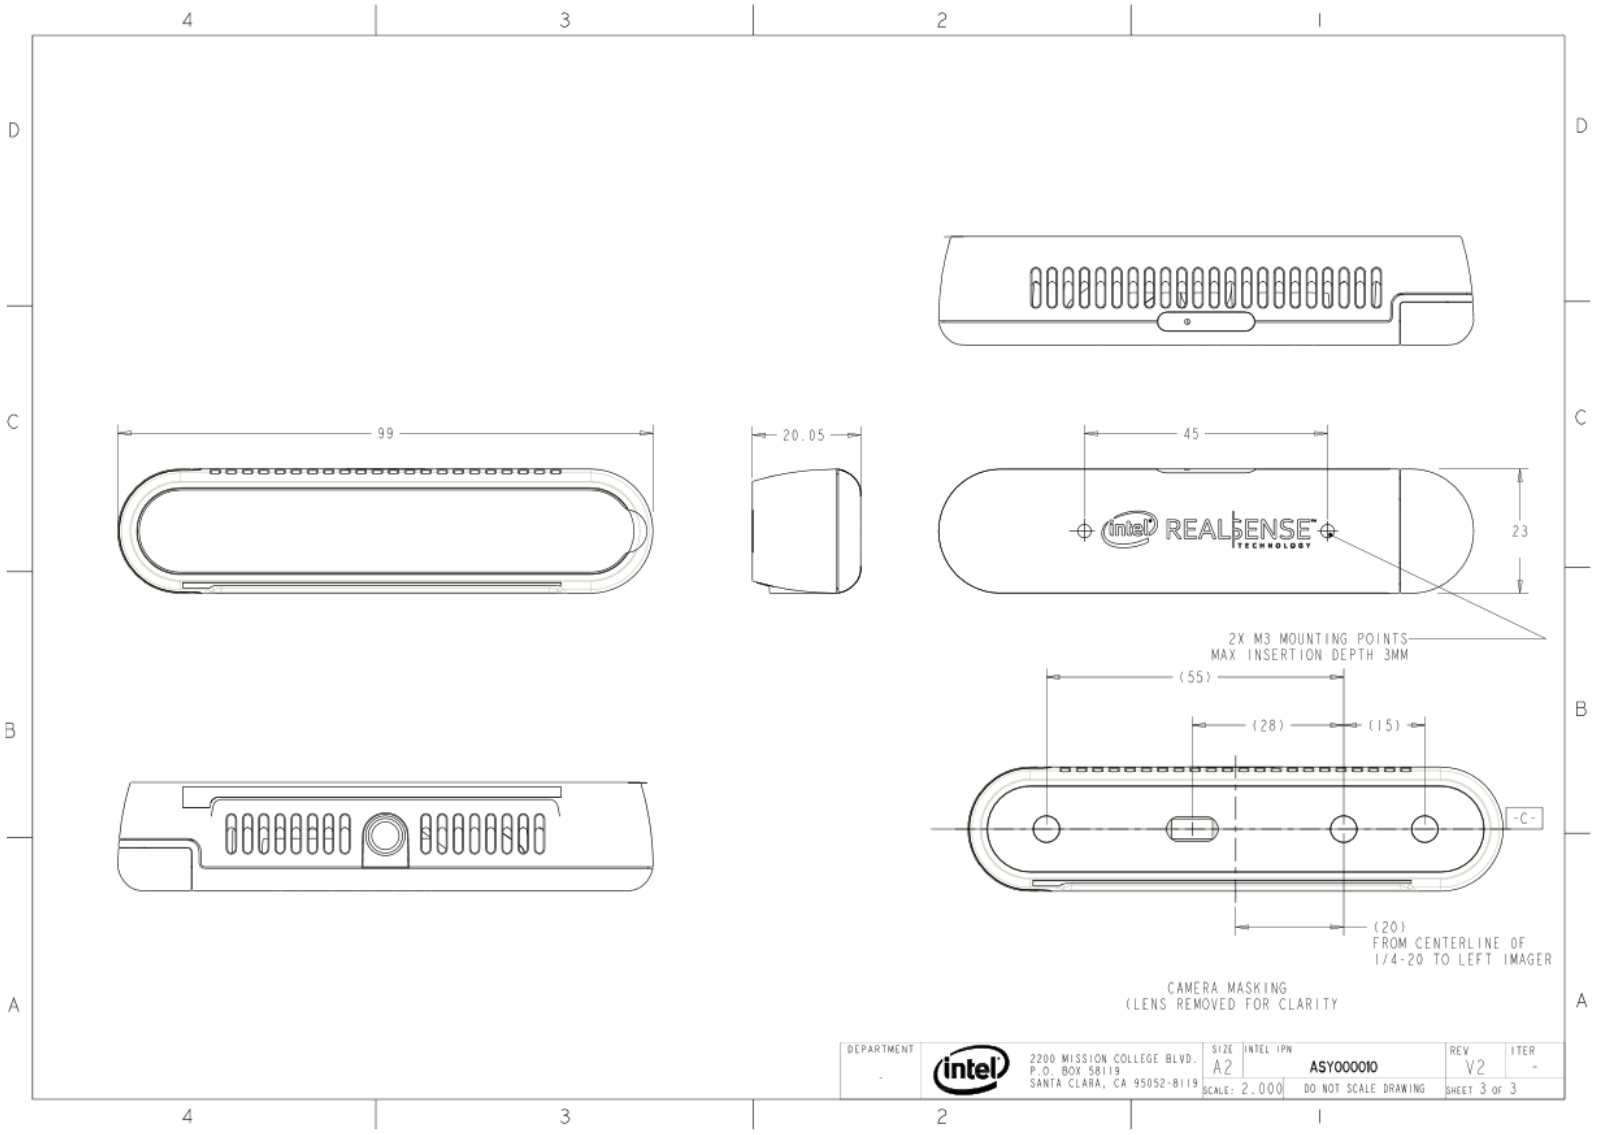 4 3 2 1
D D
99
20.05
45
C C
intel REALSENSE™
TECHNOLOGY
23
2X M3 MOUNTING POINTS
MAX INSERTION DEPTH 3MM
(55)
B B
(28) (15)
-C-
(20)
FROM CENTERLINE OF
1/4-20 TO LEFT IMAGER
CAMERA MASKING
(LENS REMOVED FOR CLARITY
A A
DEPARTMENT
-
intel
2200 MISSION COLLEGE BLVD.
P.O. BOX 58119
SANTA CLARA, CA 95052-8119
SIZE
A2
INTEL IPN
ASY000010
REV
V2
ITER
-
SCALE: 2.000
DO NOT SCALE DRAWING
SHEET 3 OF 3
4 3 2 1